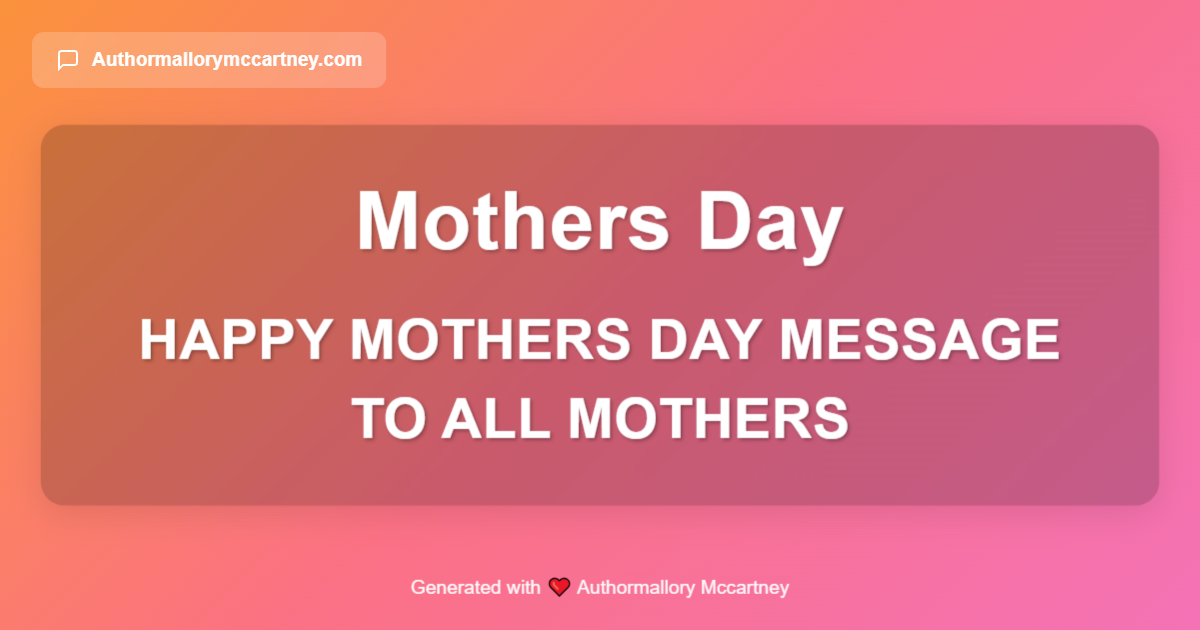 Authormallorymccartney.com
Mothers Day
HAPPY MOTHERS DAY MESSAGE
TO ALL MOTHERS
Generated with ❤️ Authormallory Mccartney